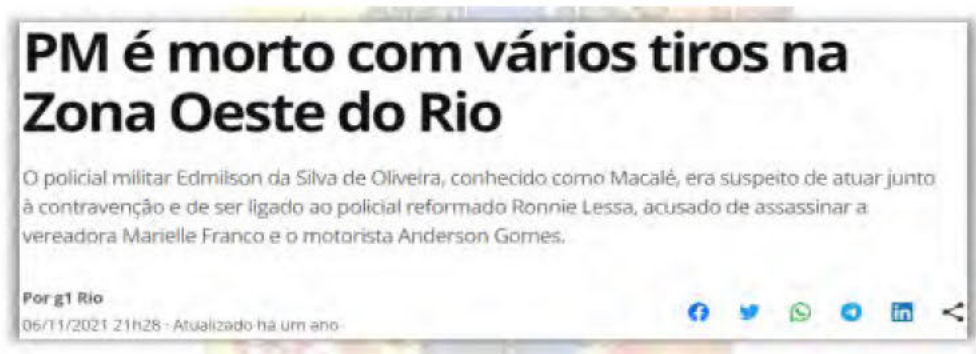 PM é morto com vários tiros na
Zona Oeste do Rio
O policial militar Edmilson da Silva de Oliveira, conhecido como Macalé, era suspeito de atuar junto
à contravenção e de ser ligado ao policial reformado Ronnie Lessa, acusado de assassinar a
vereadora Marielle Franco e o motorista Anderson Gomes.
Por g1 Rio
06/11/2021 21h28 · Atualizado há um ano